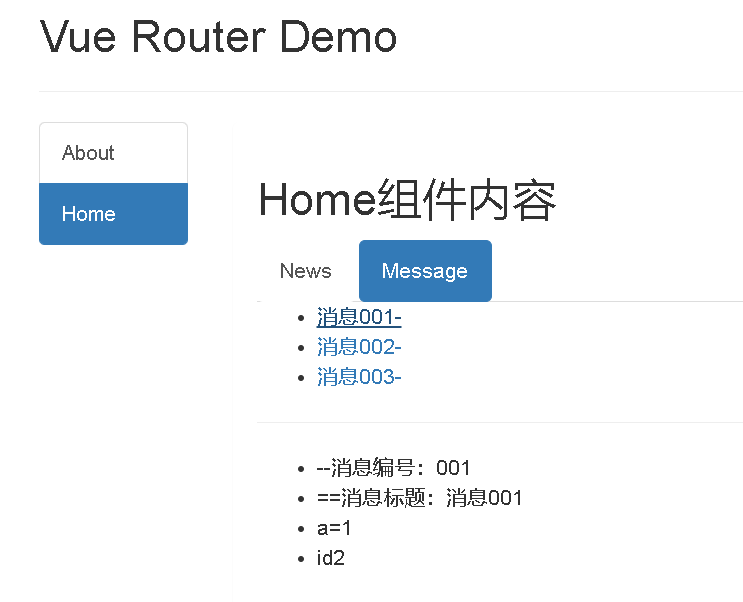 Vue Router Demo
About
Home
Home组件内容
News
Message
消息001-
消息002-
消息003-
--消息编号：001
==消息标题：消息001
a=1
id2